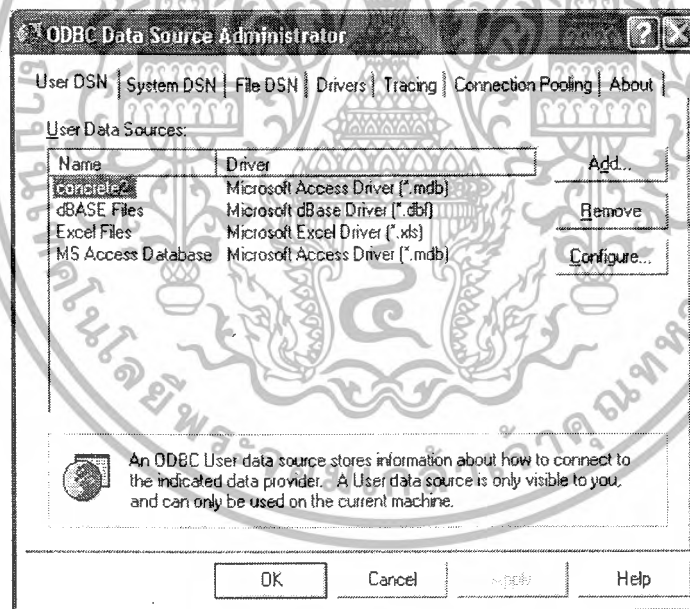 ODBC Data Source Administrator
User DSN System DSN File DSN Drivers Tracing Connection Pooling About
User Data Sources:
Name Driver
concrete2 Microsoft Access Driver (*.mdb)
dBASE Files Microsoft dBase Driver (*.dbf)
Excel Files Microsoft Excel Driver (*.xls)
MS Access Database Microsoft Access Driver (*.mdb)
Add...
Remove
Configure...
An ODBC User data source stores information about how to connect to
the indicated data provider. A User data source is only visible to you,
and can only be used on the current machine.
OK Cancel Apply Help